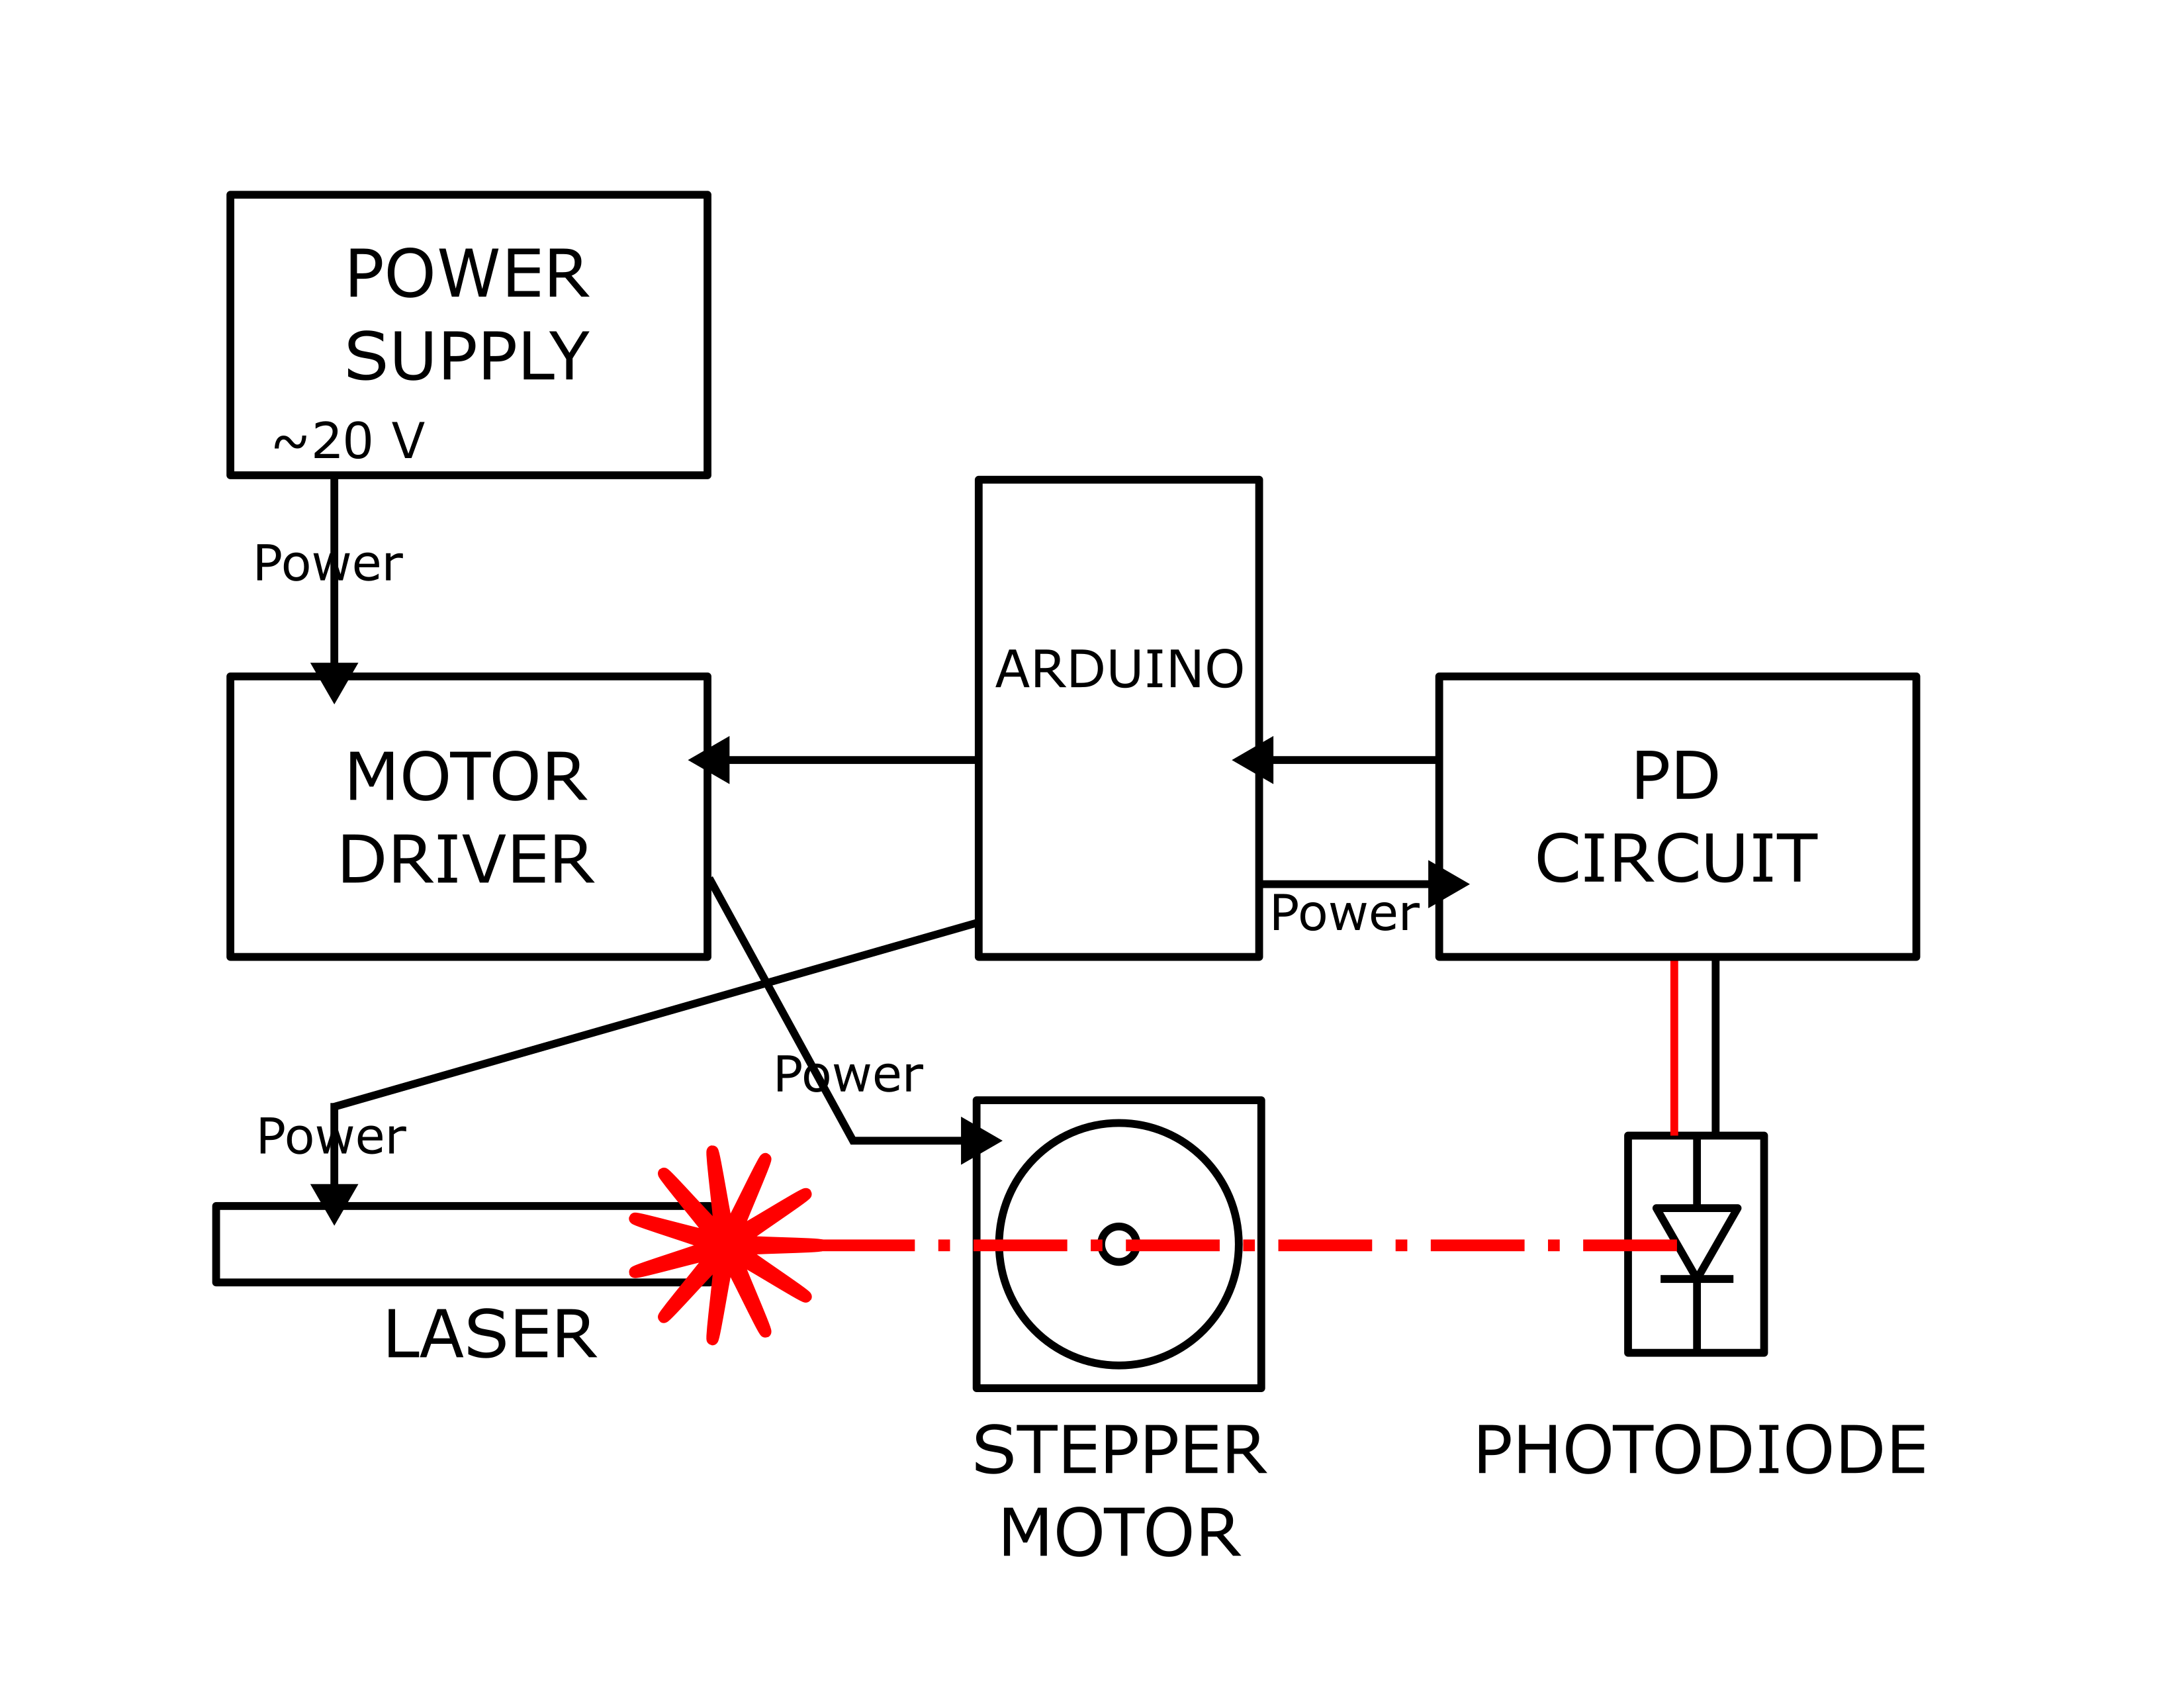 POWER
SUPPLY
~20 V
Power
ARDUINO
MOTOR
DRIVER
PD
CIRCUIT
Power
Power
Power
LASER
STEPPER
MOTOR
PHOTODIODE